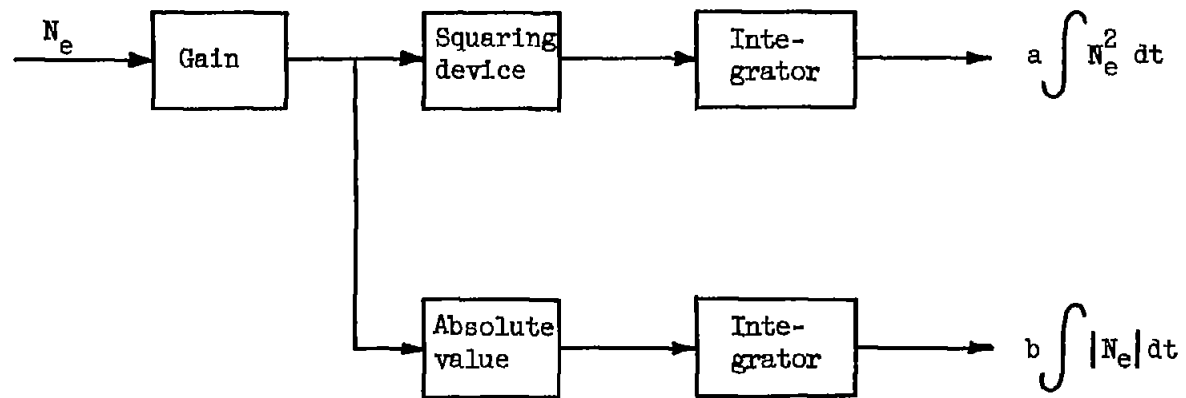 N_e
Gain
Squaring
device
Inte-
grator
a ∫ N_e^2 dt
Absolute
value
Inte-
grator
b ∫ |N_e| dt